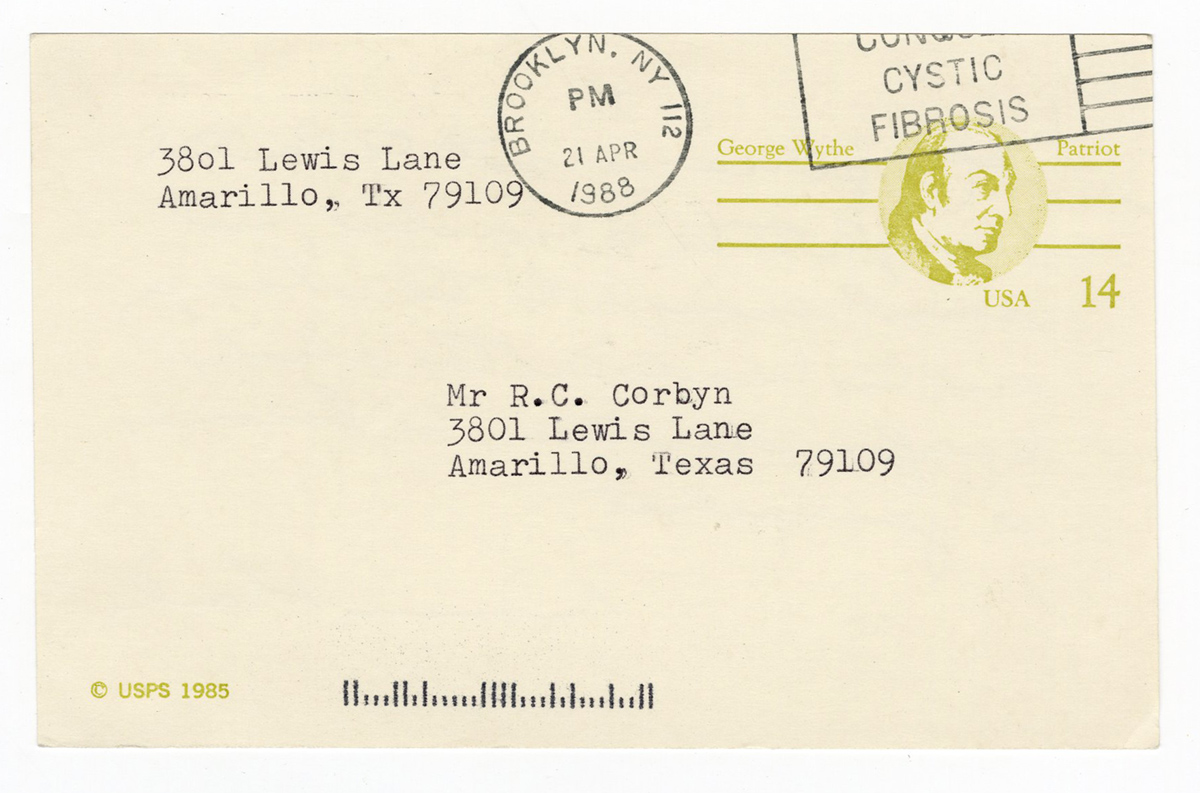 BROOKLYN, NY 112
PM
21 APR
1988
CYSTIC
FIBROSIS
3801 Lewis Lane
Amarillo,, Tx 79109
George Wythe
Patriot
USA 14
Mr R.C. Corbyn
3801 Lewis Lane
Amarillo,, Texas 79109
© USPS 1985